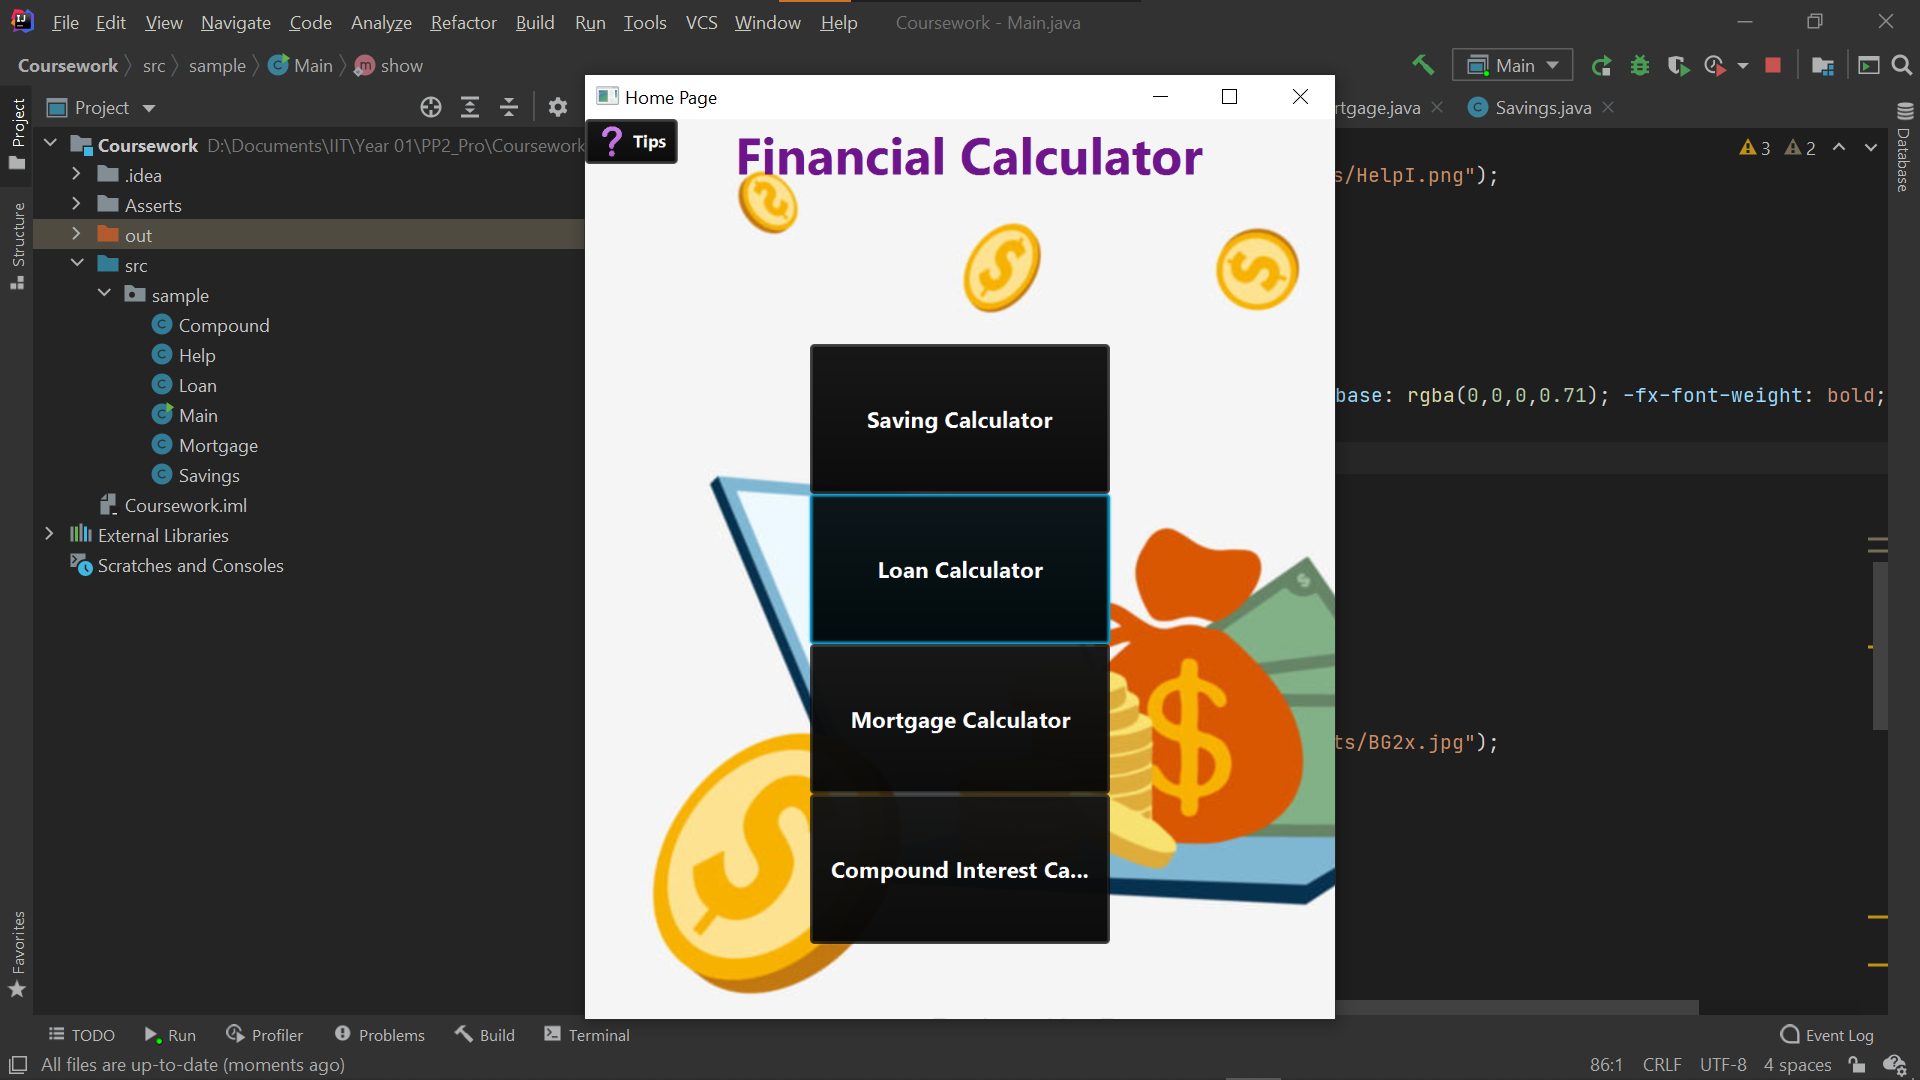 File Edit View Navigate Code Analyze Refactor Build Run Tools VCS Window Help Coursework - Main.java
Coursework src sample Main show
Main
Project
Home Page
rtgage.java Savings.java
Project
Structure
Favorites
Database
Coursework D:\Documents\IIT\Year 01\PP2_Pro\Coursework
.idea
Asserts
out
src
sample
Compound
Help
Loan
Main
Mortgage
Savings
Coursework.iml
External Libraries
Scratches and Consoles
? Tips
Financial Calculator
Saving Calculator
Loan Calculator
Mortgage Calculator
Compound Interest Ca...
3 2
s/HelpI.png");
base: rgba(0,0,0,0.71); -fx-font-weight: bold;
ts/BG2x.jpg");
TODO Run Profiler Problems Build Terminal Event Log
All files are up-to-date (moments ago) 86:1 CRLF UTF-8 4 spaces